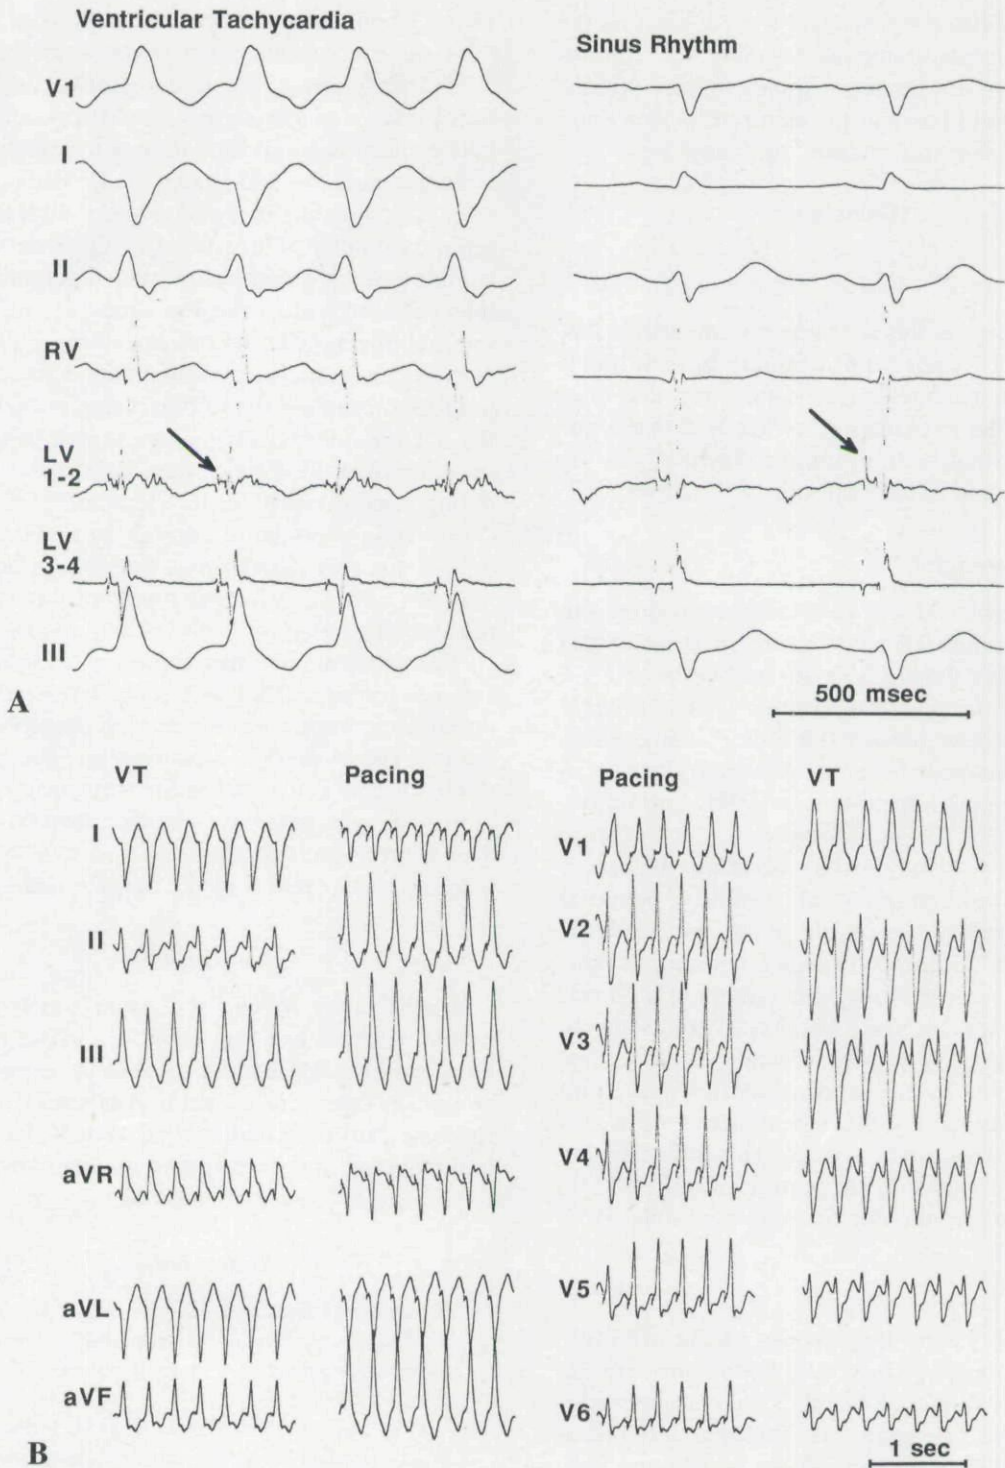 Ventricular Tachycardia
Sinus Rhythm
V1
I
II
RV
LV
1-2
LV
3-4
III
500 msec
A
VT
Pacing
Pacing
VT
I
II
III
aVR
aVL
aVF
V1
V2
V3
V4
V5
V6
1 sec
B